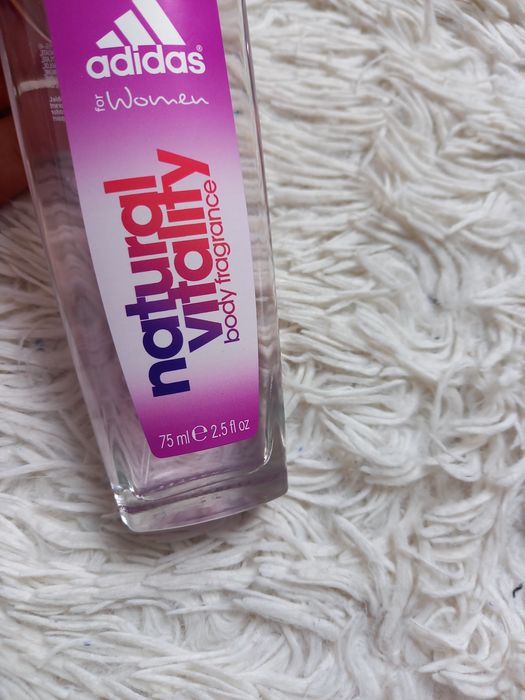 adidas®
for Women
natural
vitality
body fragrance
75 ml ℮ 2.5 fl oz